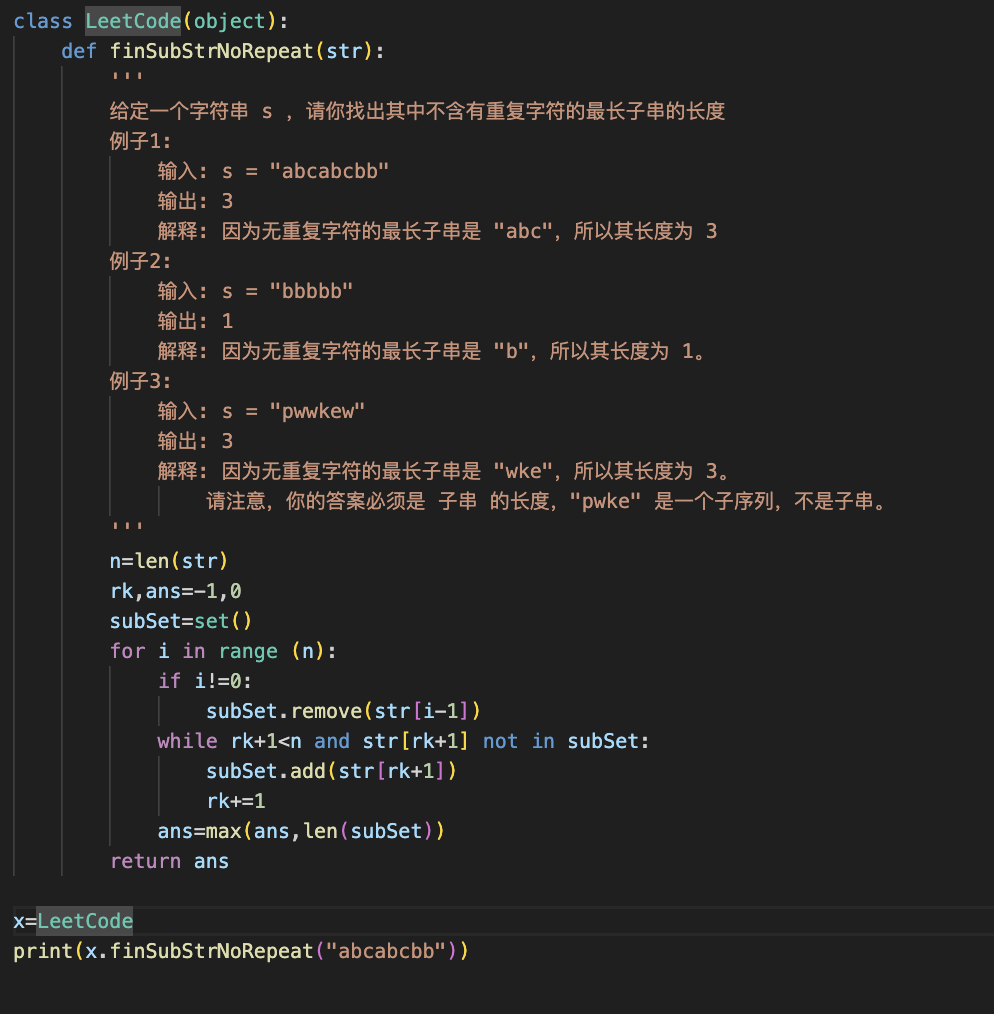 class LeetCode(object):
    def finSubStrNoRepeat(str):
        '''
        给定一个字符串 s ，请你找出其中不含有重复字符的最长子串的长度
        例子1:
            输入: s = "abcabcbb"
            输出: 3
            解释: 因为无重复字符的最长子串是 "abc"，所以其长度为 3
        例子2:
            输入: s = "bbbbb"
            输出: 1
            解释: 因为无重复字符的最长子串是 "b"，所以其长度为 1。
        例子3:
            输入: s = "pwwkew"
            输出: 3
            解释: 因为无重复字符的最长子串是 "wke"，所以其长度为 3。
                请注意，你的答案必须是 子串 的长度，"pwke" 是一个子序列，不是子串。
        '''
        n=len(str)
        rk,ans=-1,0
        subSet=set()
        for i in range (n):
            if i!=0:
                subSet.remove(str[i-1])
            while rk+1<n and str[rk+1] not in subSet:
                subSet.add(str[rk+1])
                rk+=1
            ans=max(ans,len(subSet))
        return ans

x=LeetCode
print(x.finSubStrNoRepeat("abcabcbb"))